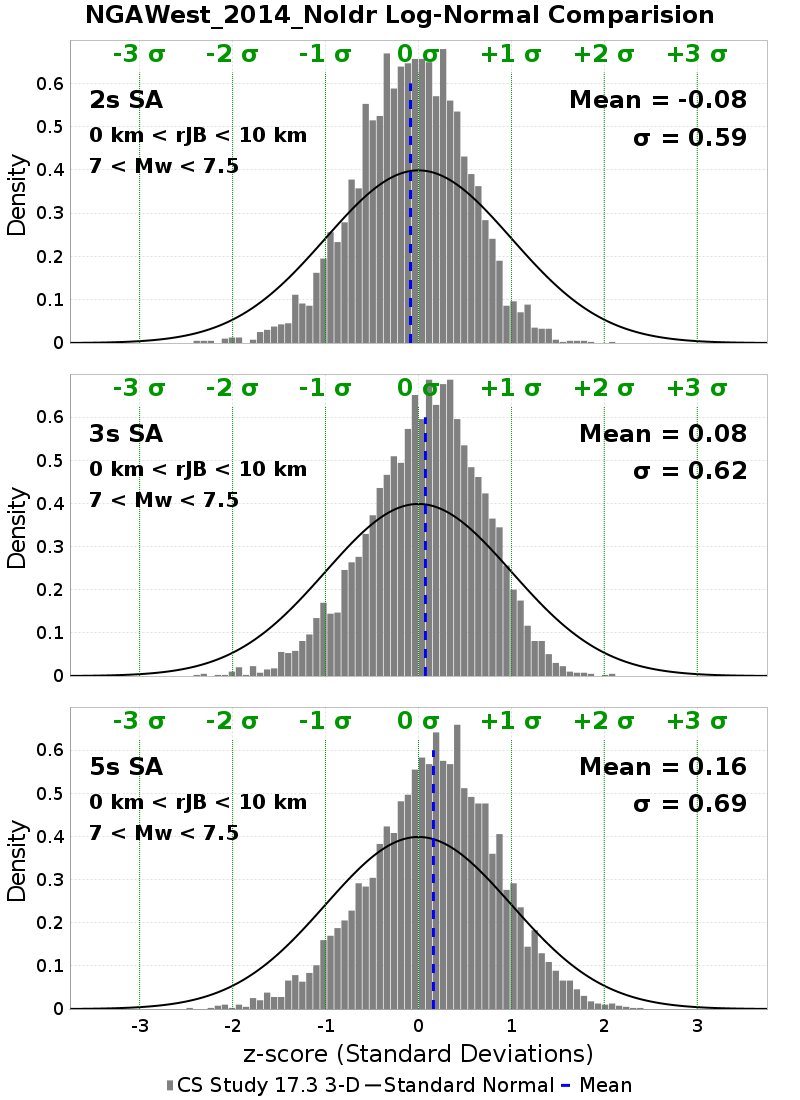 NGAWest_2014_NoIdr Log-Normal Comparision
-3 σ -2 σ -1 σ 0 σ +1 σ +2 σ +3 σ
2s SA
0 km < rJB < 10 km
7 < Mw < 7.5
Mean = -0.08
σ = 0.59
Density
0.6
0.5
0.4
0.3
0.2
0.1
0
-3 σ -2 σ -1 σ 0 σ +1 σ +2 σ +3 σ
3s SA
0 km < rJB < 10 km
7 < Mw < 7.5
Mean = 0.08
σ = 0.62
Density
0.6
0.5
0.4
0.3
0.2
0.1
0
-3 σ -2 σ -1 σ 0 σ +1 σ +2 σ +3 σ
5s SA
0 km < rJB < 10 km
7 < Mw < 7.5
Mean = 0.16
σ = 0.69
Density
0.6
0.5
0.4
0.3
0.2
0.1
0
-3 -2 -1 0 1 2 3
z-score (Standard Deviations)
CS Study 17.3 3-D Standard Normal Mean